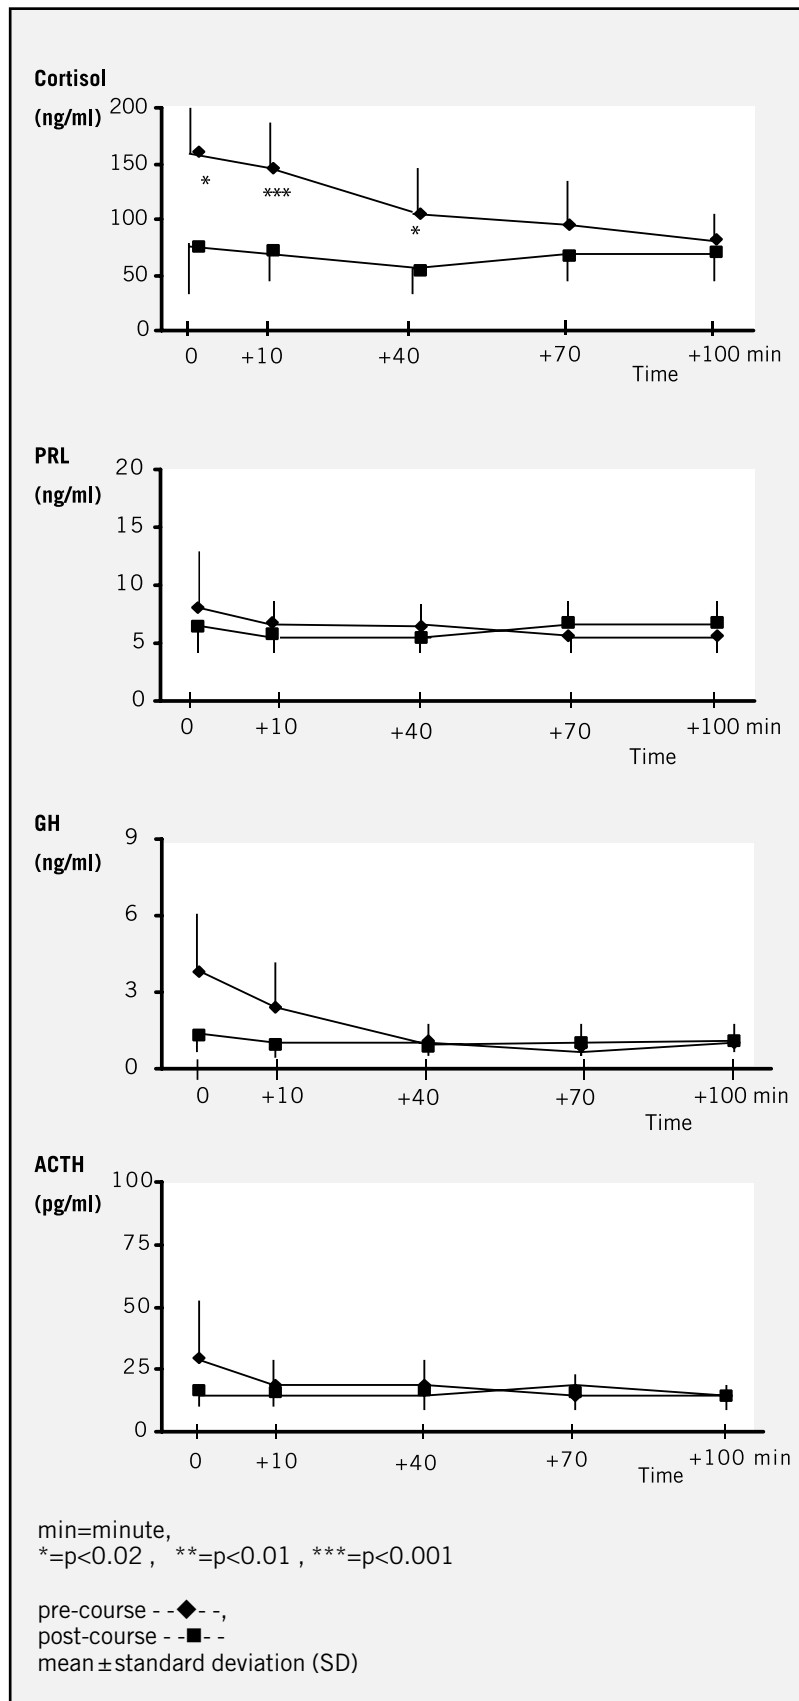 Cortisol
(ng/ml)
200
150
*
***
100
*
50
0
0 +10 +40 +70 +100 min
Time
PRL
(ng/ml)
20
15
10
5
0
0 +10 +40 +70 +100 min
Time
GH
(ng/ml)
9
6
3
0
0 +10 +40 +70 +100 min
Time
ACTH
(pg/ml)
100
75
50
25
0
0 +10 +40 +70 +100 min
Time
min=minute,
*=p<0.02 , **=p<0.01 , ***=p<0.001
pre-course - -◆- -,
post-course - -■- -
mean±standard deviation (SD)